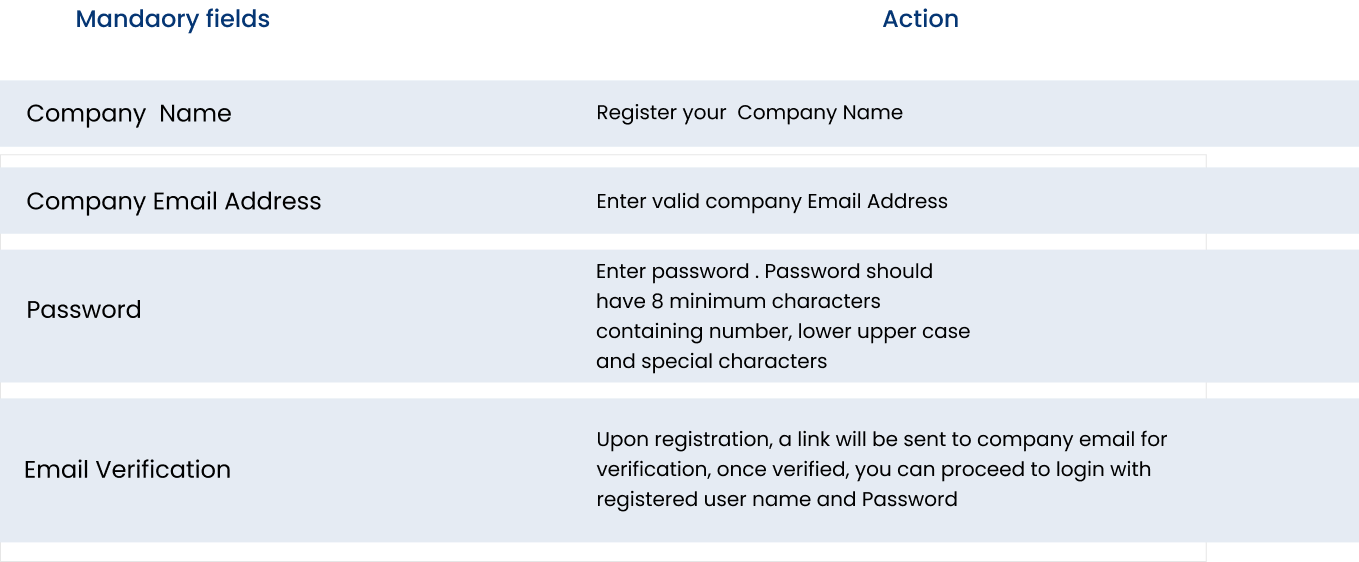 Mandaory fields
Action
Company  Name
Register your  Company Name
Company Email Address
Enter valid company Email Address
Password
Enter password . Password should
have 8 minimum characters
containing number, lower upper case
and special characters
Email Verification
Upon registration, a link will be sent to company email for
verification, once verified, you can proceed to login with
registered user name and Password